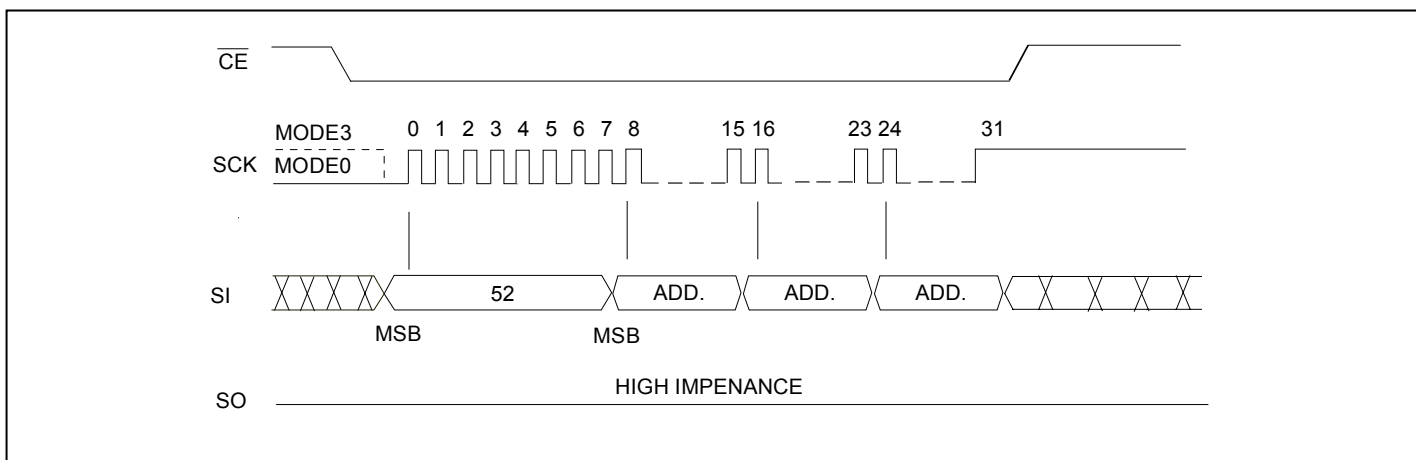 CE
MODE3 0 1 2 3 4 5 6 7 8 15 16 23 24 31
SCK MODE0
SI 52 ADD. ADD. ADD.
MSB MSB
HIGH IMPENANCE
SO